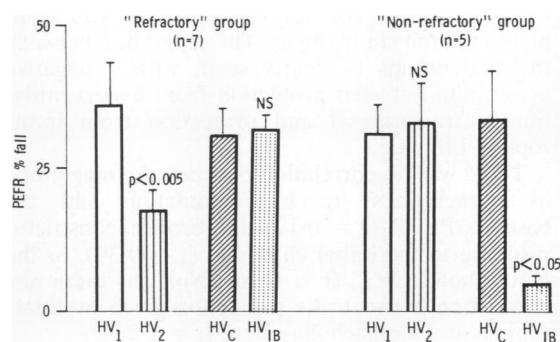 "Refractory" group
(n=7)
"Non-refractory" group
(n=5)
PEFR % fall
25
0
p<0.005
NS
NS
p<0.05
HV1 HV2 HVC HVIB
HV1 HV2 HVC HVIB